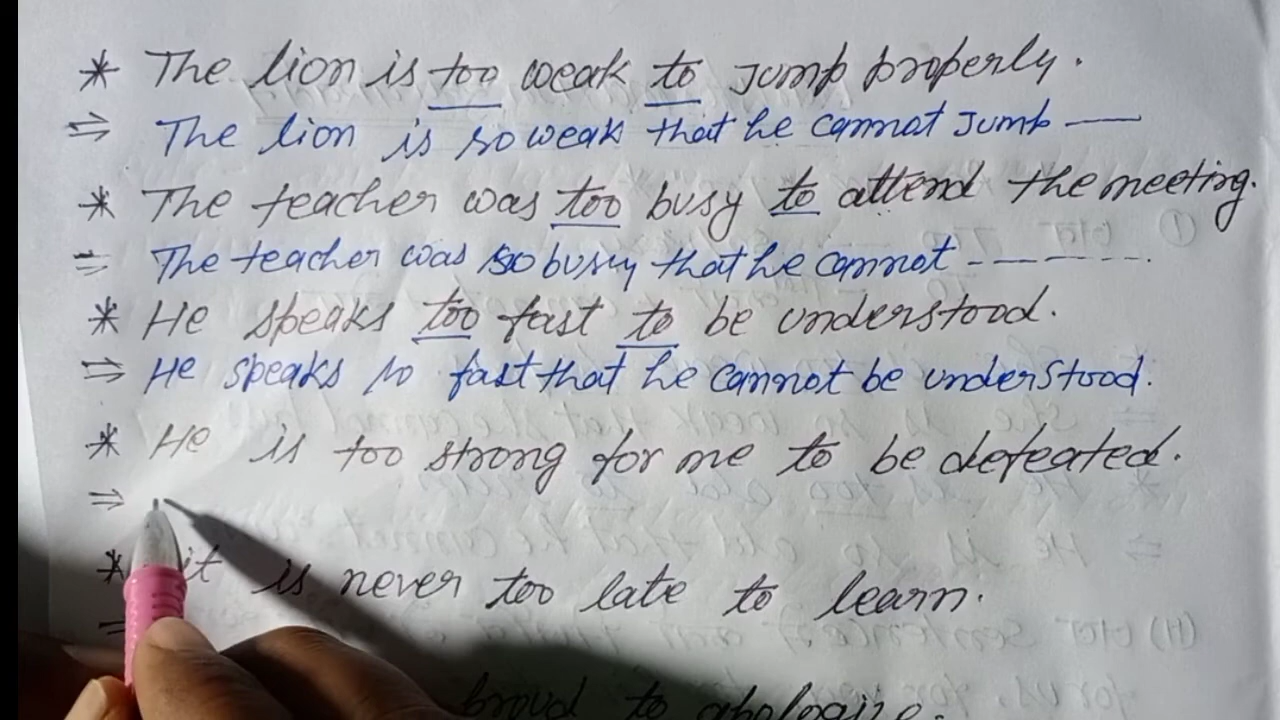 * The lion is too weak to Jump properly.
⇒ The lion is so weak that he cannot Jump ——
* The teacher was too busy to attend the meeting.
= The teacher was so busy that he cannot ------
* He speaks too fast to be understood.
⇒ He speaks so fast that he cannot be understood.
* He is too strong for me to be defeated.
⇒
* it is never too late to learn.
proud to apologize.